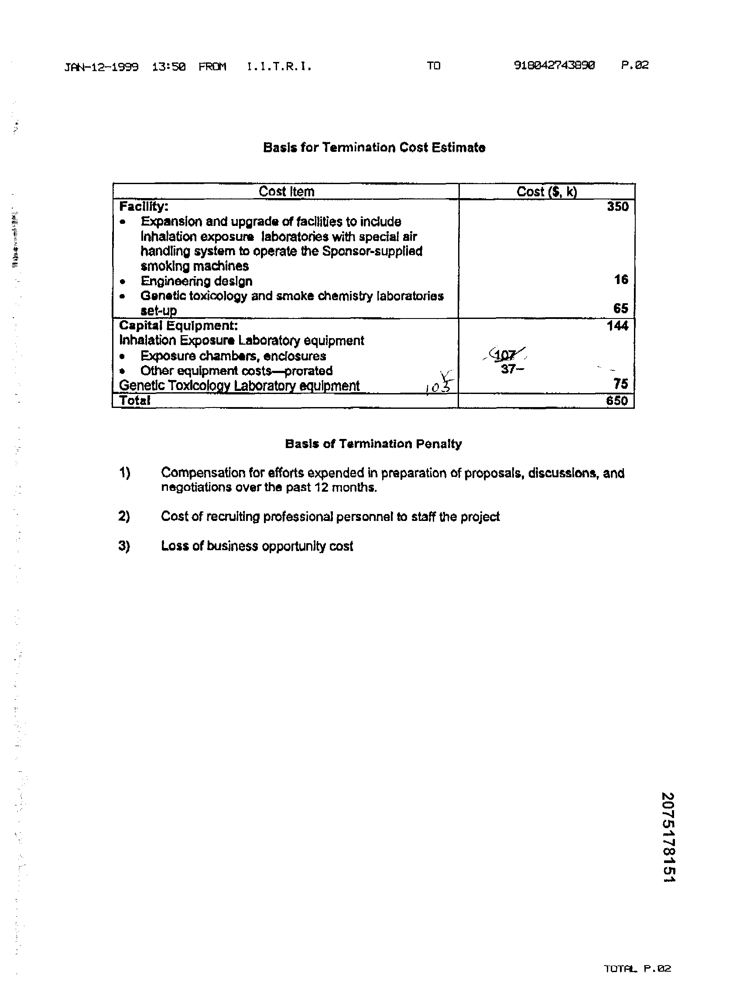 JAN-12-1999 13:50 FROM I.I.T.R.I. TO 918042743890 P.02
Basis for Termination Cost Estimate
Cost Item Cost ($, k)
Facility: 350
• Expansion and upgrade of facilities to include
Inhalation exposure laboratories with special air
handling system to operate the Sponsor-supplied
smoking machines
• Engineering design 16
• Genetic toxicology and smoke chemistry laboratories
set-up 65
Capital Equipment: 144
Inhalation Exposure Laboratory equipment
• Exposure chambers, enclosures 107
• Other equipment costs—prorated 37-
Genetic Toxicology Laboratory equipment 105 75
Total 650
Basis of Termination Penalty
1) Compensation for efforts expended in preparation of proposals, discussions, and
negotiations over the past 12 months.
2) Cost of recruiting professional personnel to staff the project
3) Loss of business opportunity cost
2075178151
TOTAL P.02